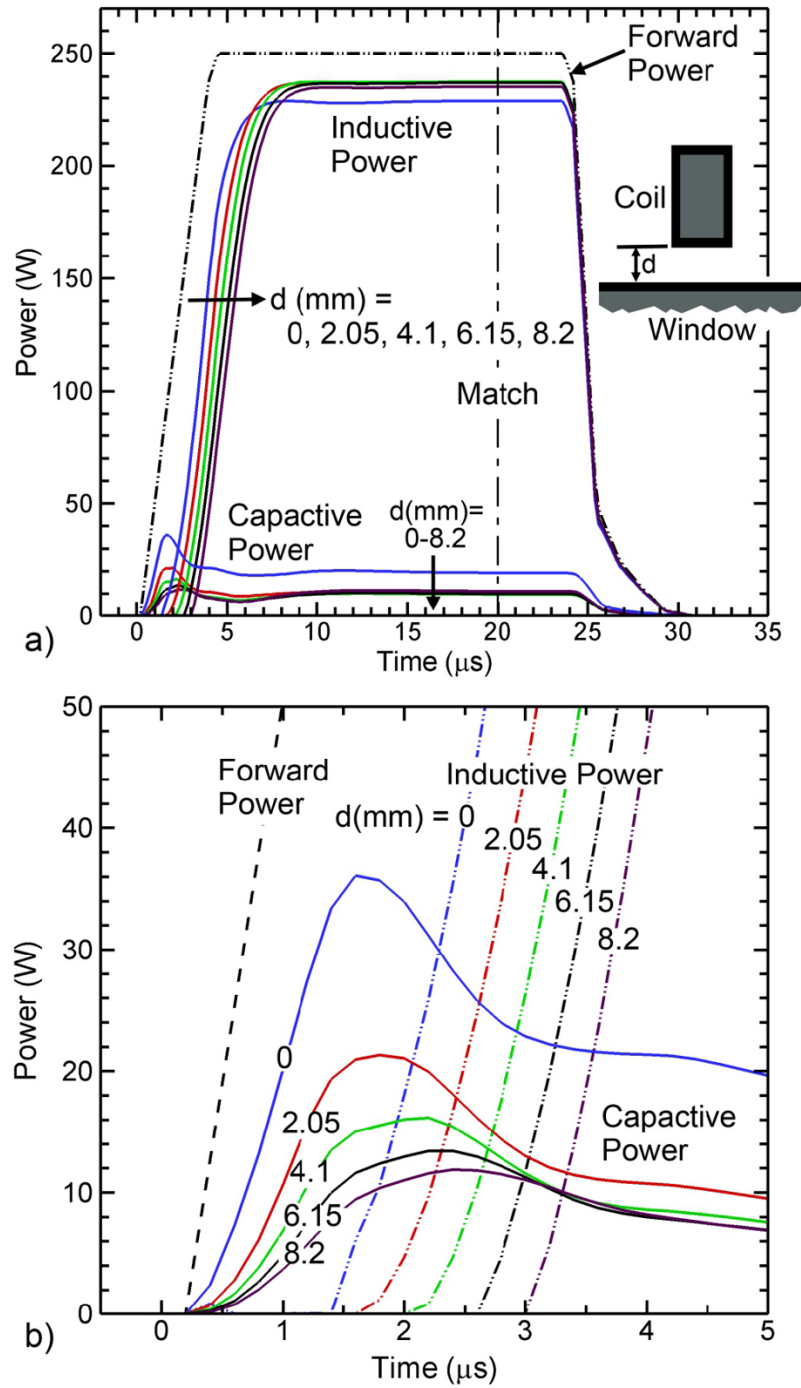 250
200
150
100
50
0
Power (W)
Forward
Power
Inductive
Power
Coil
d
Window
d (mm) =
0, 2.05, 4.1, 6.15, 8.2
Match
Capactive
Power
d(mm)=
0-8.2
0 5 10 15 20 25 30 35
Time (μs)
a)
50
40
30
20
10
0
Power (W)
Forward
Power
Inductive Power
d(mm) = 0
2.05
4.1
6.15
8.2
0
2.05
4.1
6.15
8.2
Capactive
Power
0 1 2 3 4 5
Time (μs)
b)